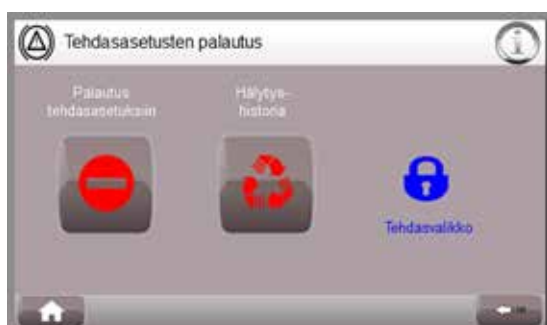 Tehdasasetusten palautus
Palautus
tehdasasetuksiin
Hälytys-
historia
Tehdasvalikko